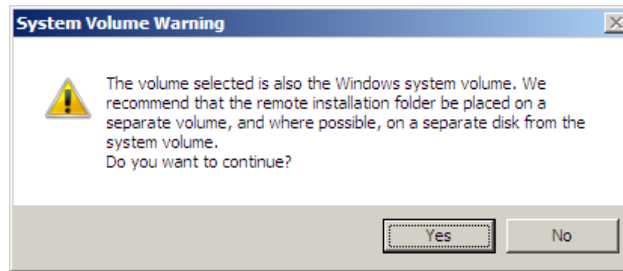 System Volume Warning
The volume selected is also the Windows system volume. We
recommend that the remote installation folder be placed on a
separate volume, and where possible, on a separate disk from the
system volume.
Do you want to continue?
Yes
No